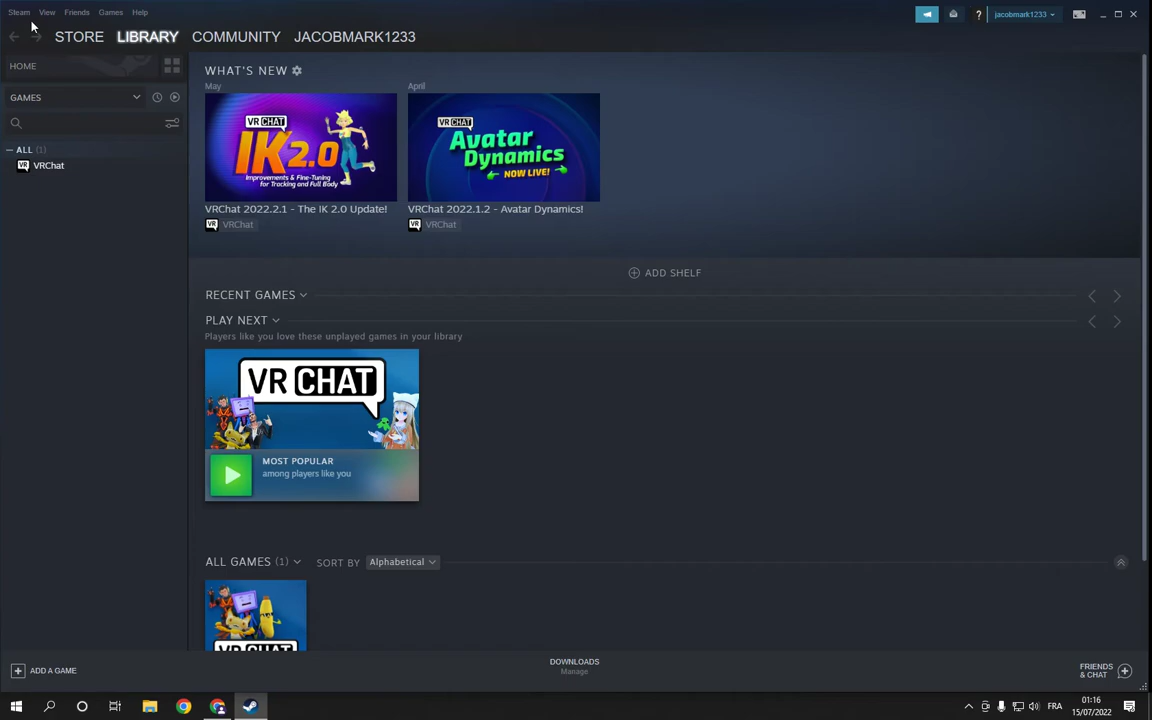 Steam View Friends Games Help
? jacobmark1233
STORE LIBRARY COMMUNITY JACOBMARK1233
HOME
WHAT'S NEW
May
April
GAMES
VRCHAT
IK2.0
Improvements & Fine-Tuning
for Tracking and Full Body
VRCHAT
Avatar
Dynamics
NOW LIVE!
ALL (1)
VRChat
VRChat 2022.2.1 - The IK 2.0 Update!
VRChat 2022.1.2 - Avatar Dynamics!
VRChat
VRChat
ADD SHELF
RECENT GAMES
PLAY NEXT
Players like you love these unplayed games in your library
VR CHAT
MOST POPULAR
among players like you
ALL GAMES (1)
SORT BY Alphabetical
VR CHAT
ADD A GAME
DOWNLOADS
Manage
FRIENDS
& CHAT
FRA
01:16
15/07/2022